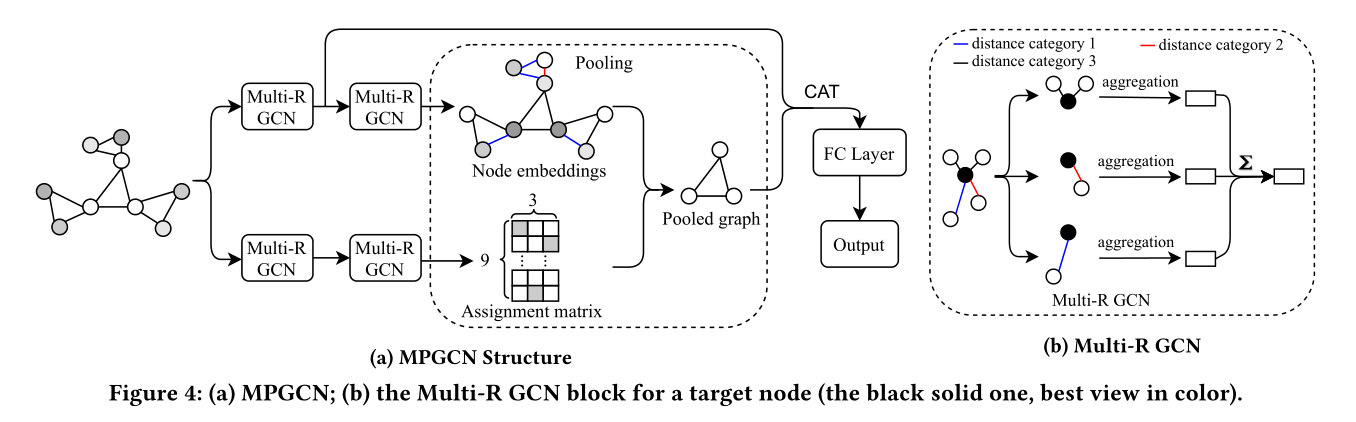 Multi-R
GCN
Multi-R
GCN
Pooling
Node embeddings
Multi-R
GCN
Multi-R
GCN
3
9
Assignment matrix
Pooled graph
CAT
FC Layer
Output
(a) MPGCN Structure
distance category 1
distance category 2
distance category 3
aggregation
aggregation
aggregation
Σ
Multi-R GCN
(b) Multi-R GCN
Figure 4: (a) MPGCN; (b) the Multi-R GCN block for a target node (the black solid one, best view in color).